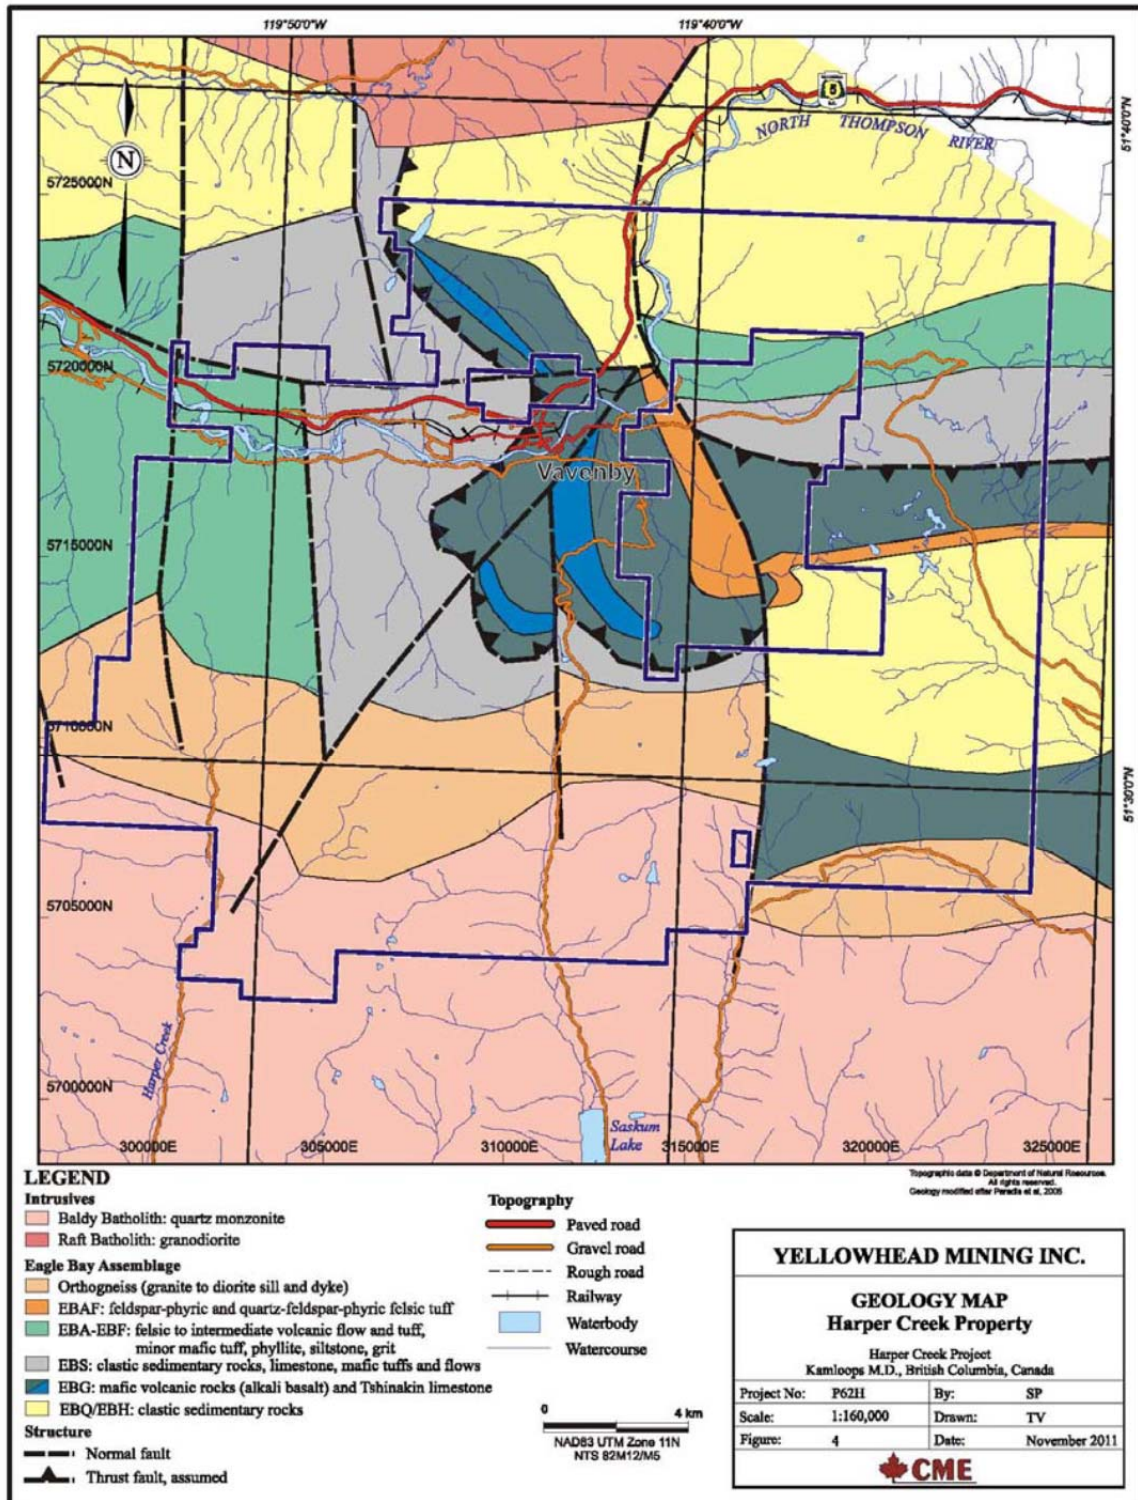 119°50'0"W
119°40'0"W
5
NORTH THOMPSON RIVER
51°40'0"N
N
5725000N
5720000N
Vavenby
5715000N
5710000N
51°30'0"N
5705000N
Harper Creek
5700000N
Saskum
Lake
300000E
305000E
310000E
315000E
320000E
325000E
LEGEND
Intrusives
Baldy Batholith: quartz monzonite
Raft Batholith: granodiorite
Eagle Bay Assemblage
Orthogneiss (granite to diorite sill and dyke)
EBAF: feldspar-phyric and quartz-feldspar-phyric felsic tuff
EBA-EBF: felsic to intermediate volcanic flow and tuff,
minor mafic tuff, phyllite, siltstone, grit
EBS: clastic sedimentary rocks, limestone, mafic tuffs and flows
EBG: mafic volcanic rocks (alkali basalt) and Tshinakin limestone
EBQ/EBH: clastic sedimentary rocks
Structure
Normal fault
Thrust fault, assumed
Topography
Paved road
Gravel road
Rough road
Railway
Waterbody
Watercourse
0 4 km
NAD83 UTM Zone 11N
NTS 82M12/M5
Topographic data © Department of Natural Resources.
All rights reserved.
Geology modified after Paradis et al, 2006
YELLOWHEAD MINING INC.
GEOLOGY MAP
Harper Creek Property
Harper Creek Project
Kamloops M.D., British Columbia, Canada
Project No: P62H By: SP
Scale: 1:160,000 Drawn: TV
Figure: 4 Date: November 2011
CME